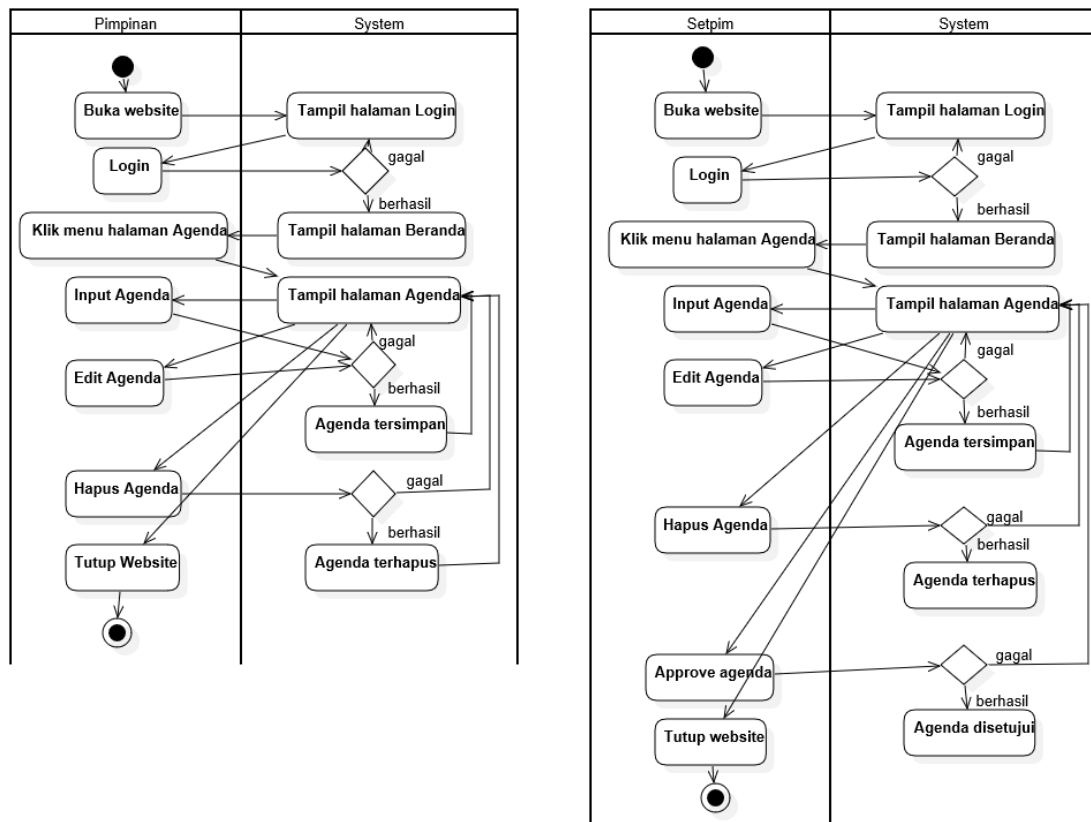 Pimpinan
System
Buka website
Tampil halaman Login
Login
gagal
berhasil
Klik menu halaman Agenda
Tampil halaman Beranda
Input Agenda
Tampil halaman Agenda
gagal
Edit Agenda
berhasil
Agenda tersimpan
Hapus Agenda
gagal
berhasil
Tutup Website
Agenda terhapus
Setpim
System
Buka website
Tampil halaman Login
gagal
Login
berhasil
Klik menu halaman Agenda
Tampil halaman Beranda
Input Agenda
Tampil halaman Agenda
gagal
Edit Agenda
berhasil
Agenda tersimpan
Hapus Agenda
gagal
berhasil
Agenda terhapus
Approve agenda
gagal
berhasil
Tutup website
Agenda disetujui